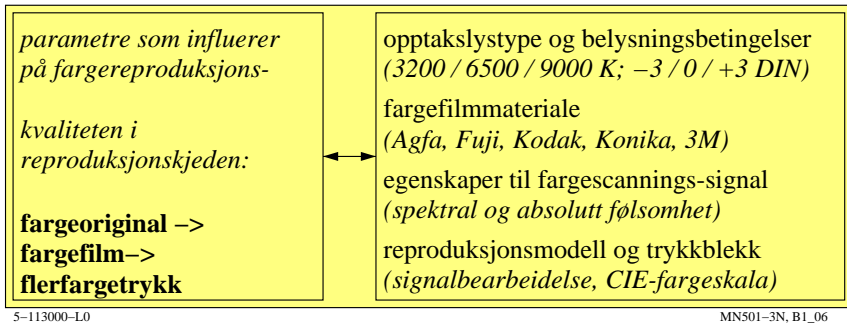 parametre som influerer
på fargereproduksjons-
kvaliteten i
reproduksjonskjeden:
fargeoriginal −>
fargefilm−>
flerfargetrykk
opptakslystype og belysningsbetingelser
(3200 / 6500 / 9000 K; −3 / 0 / +3 DIN)
fargefilmmateriale
(Agfa, Fuji, Kodak, Konika, 3M)
egenskaper til fargescannings-signal
(spektral og absolutt følsomhet)
reproduksjonsmodell og trykkblekk
(signalbearbeidelse, CIE-fargeskala)
5−113000−L0
MN501−3N, B1_06